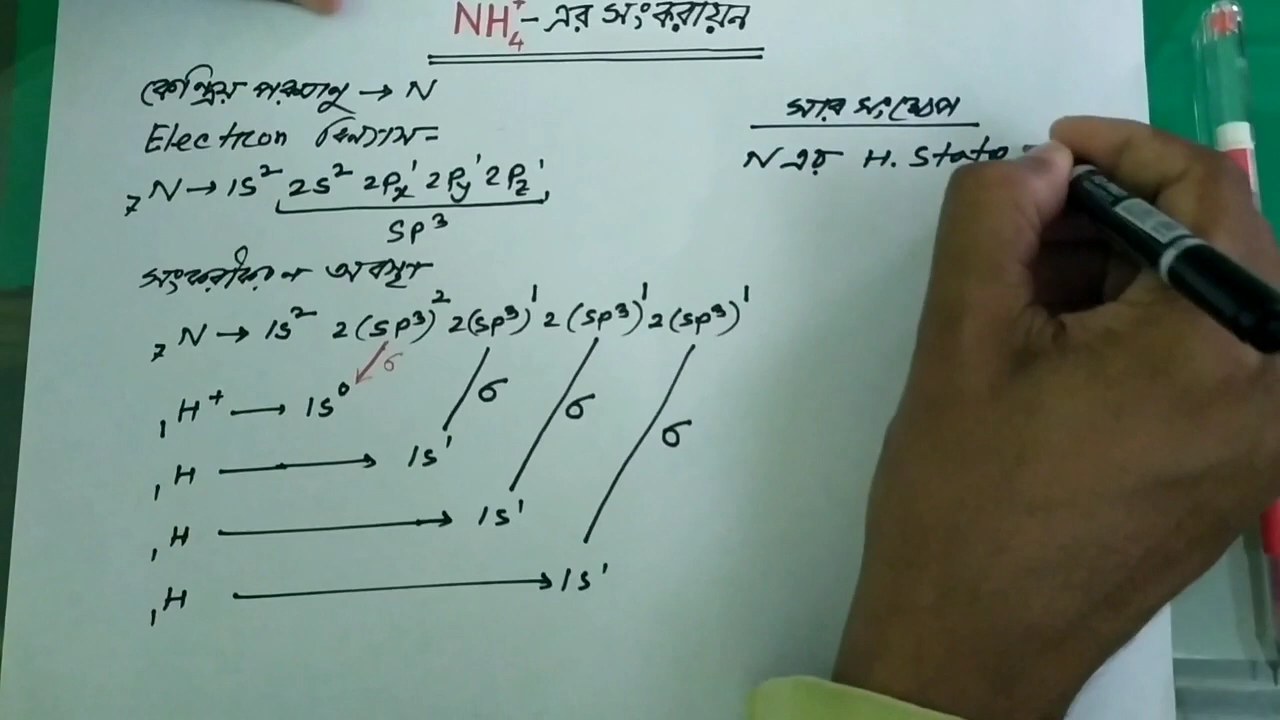 NH₄⁺ - এর সংকরায়ন
কেন্দ্রিয় পরমাণু → N
Electron বিন্যাস =
₇N → 1s² 2s² 2Px¹ 2Py¹ 2Pz¹,
sp³
সংকরায়ণ অবস্থা
₇N → 1s² 2(sp³)² 2(sp³)¹ 2(sp³)¹ 2(sp³)¹
σ
₁H⁺ → 1s⁰
σ
σ
σ
₁H → 1s¹
₁H → 1s¹
₁H → 1s¹
সার সংক্ষেপ
N এর H. State